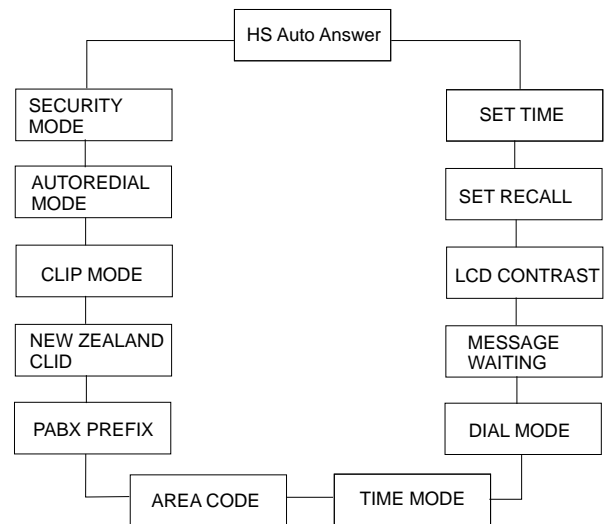 HS Auto Answer
SECURITY
MODE
SET TIME
AUTOREDIAL
MODE
SET RECALL
CLIP MODE
LCD CONTRAST
NEW ZEALAND
CLID
MESSAGE
WAITING
PABX PREFIX
DIAL MODE
AREA CODE
TIME MODE